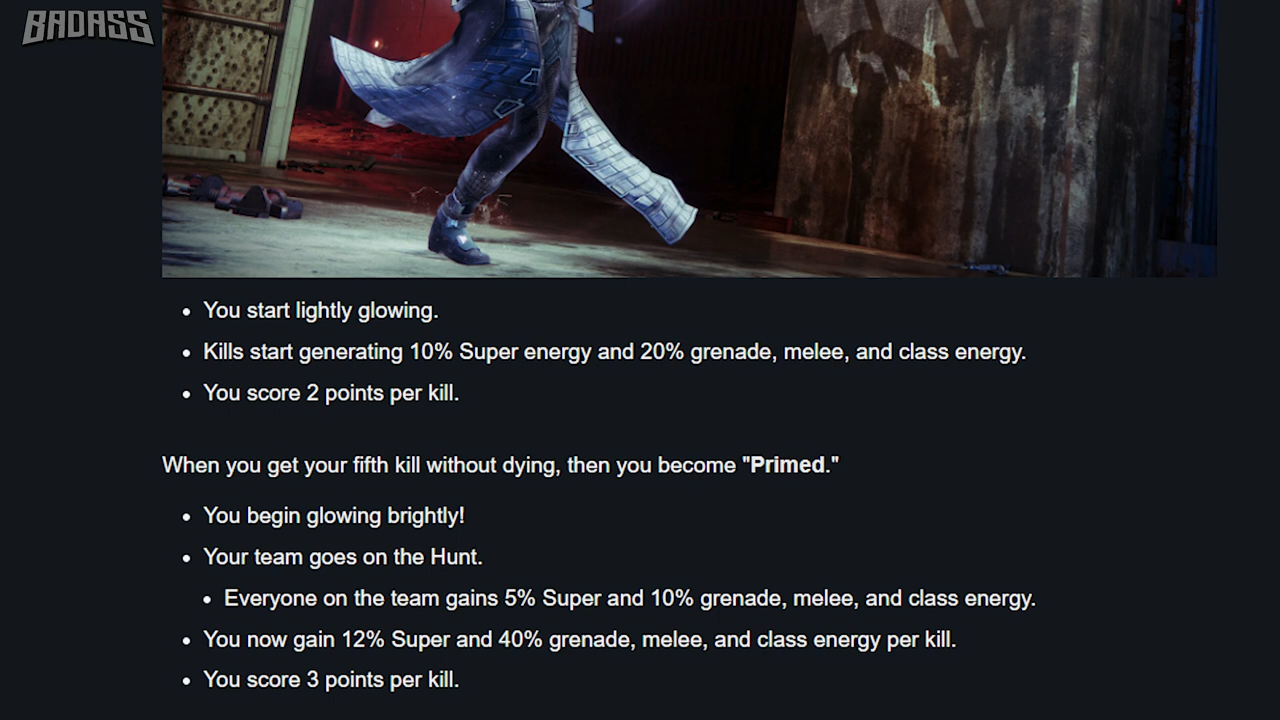 BADASS
• You start lightly glowing.
• Kills start generating 10% Super energy and 20% grenade, melee, and class energy.
• You score 2 points per kill.
When you get your fifth kill without dying, then you become "Primed."
• You begin glowing brightly!
• Your team goes on the Hunt.
• Everyone on the team gains 5% Super and 10% grenade, melee, and class energy.
• You now gain 12% Super and 40% grenade, melee, and class energy per kill.
• You score 3 points per kill.